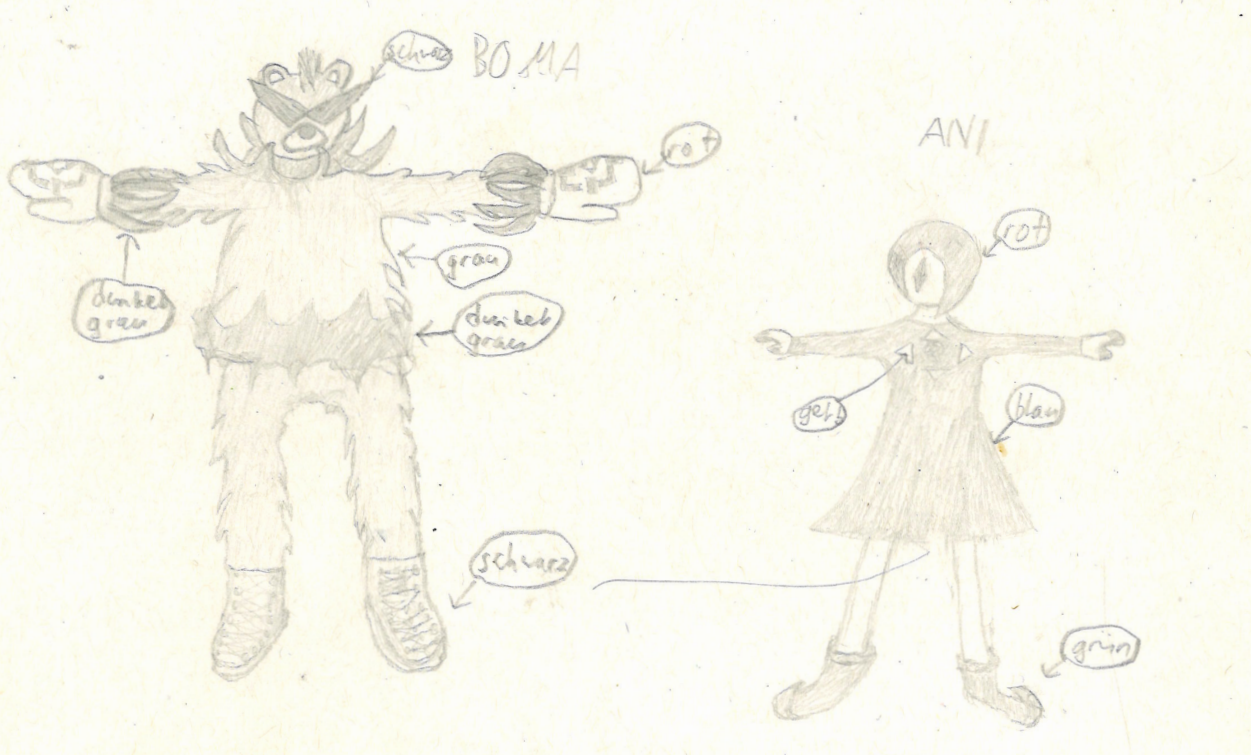 schwarz
BOMA
rot
ANI
rot
grau
dunkel
grau
dunkel
grau
gelb
blau
schwarz
grün